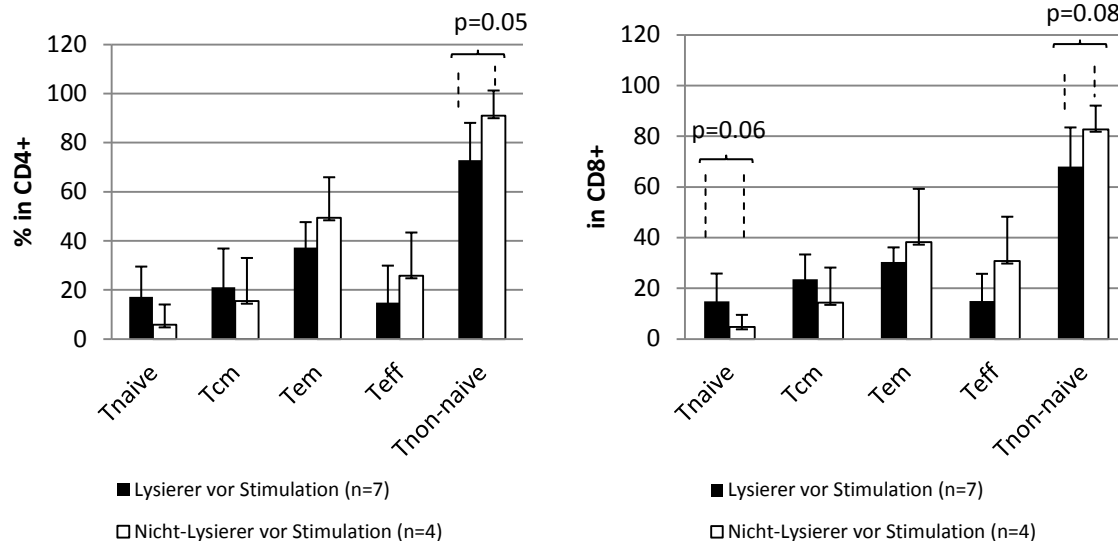 p=0.05
120
100
80
60
40
20
0
% in CD4+
Tnaive
Tcm
Tem
Teff
Tnon-naive
Lysierer vor Stimulation (n=7)
Nicht-Lysierer vor Stimulation (n=4)
p=0.08
p=0.06
120
100
80
60
40
20
0
in CD8+
Tnaive
Tcm
Tem
Teff
Tnon-naive
Lysierer vor Stimulation (n=7)
Nicht-Lysierer vor Stimulation (n=4)